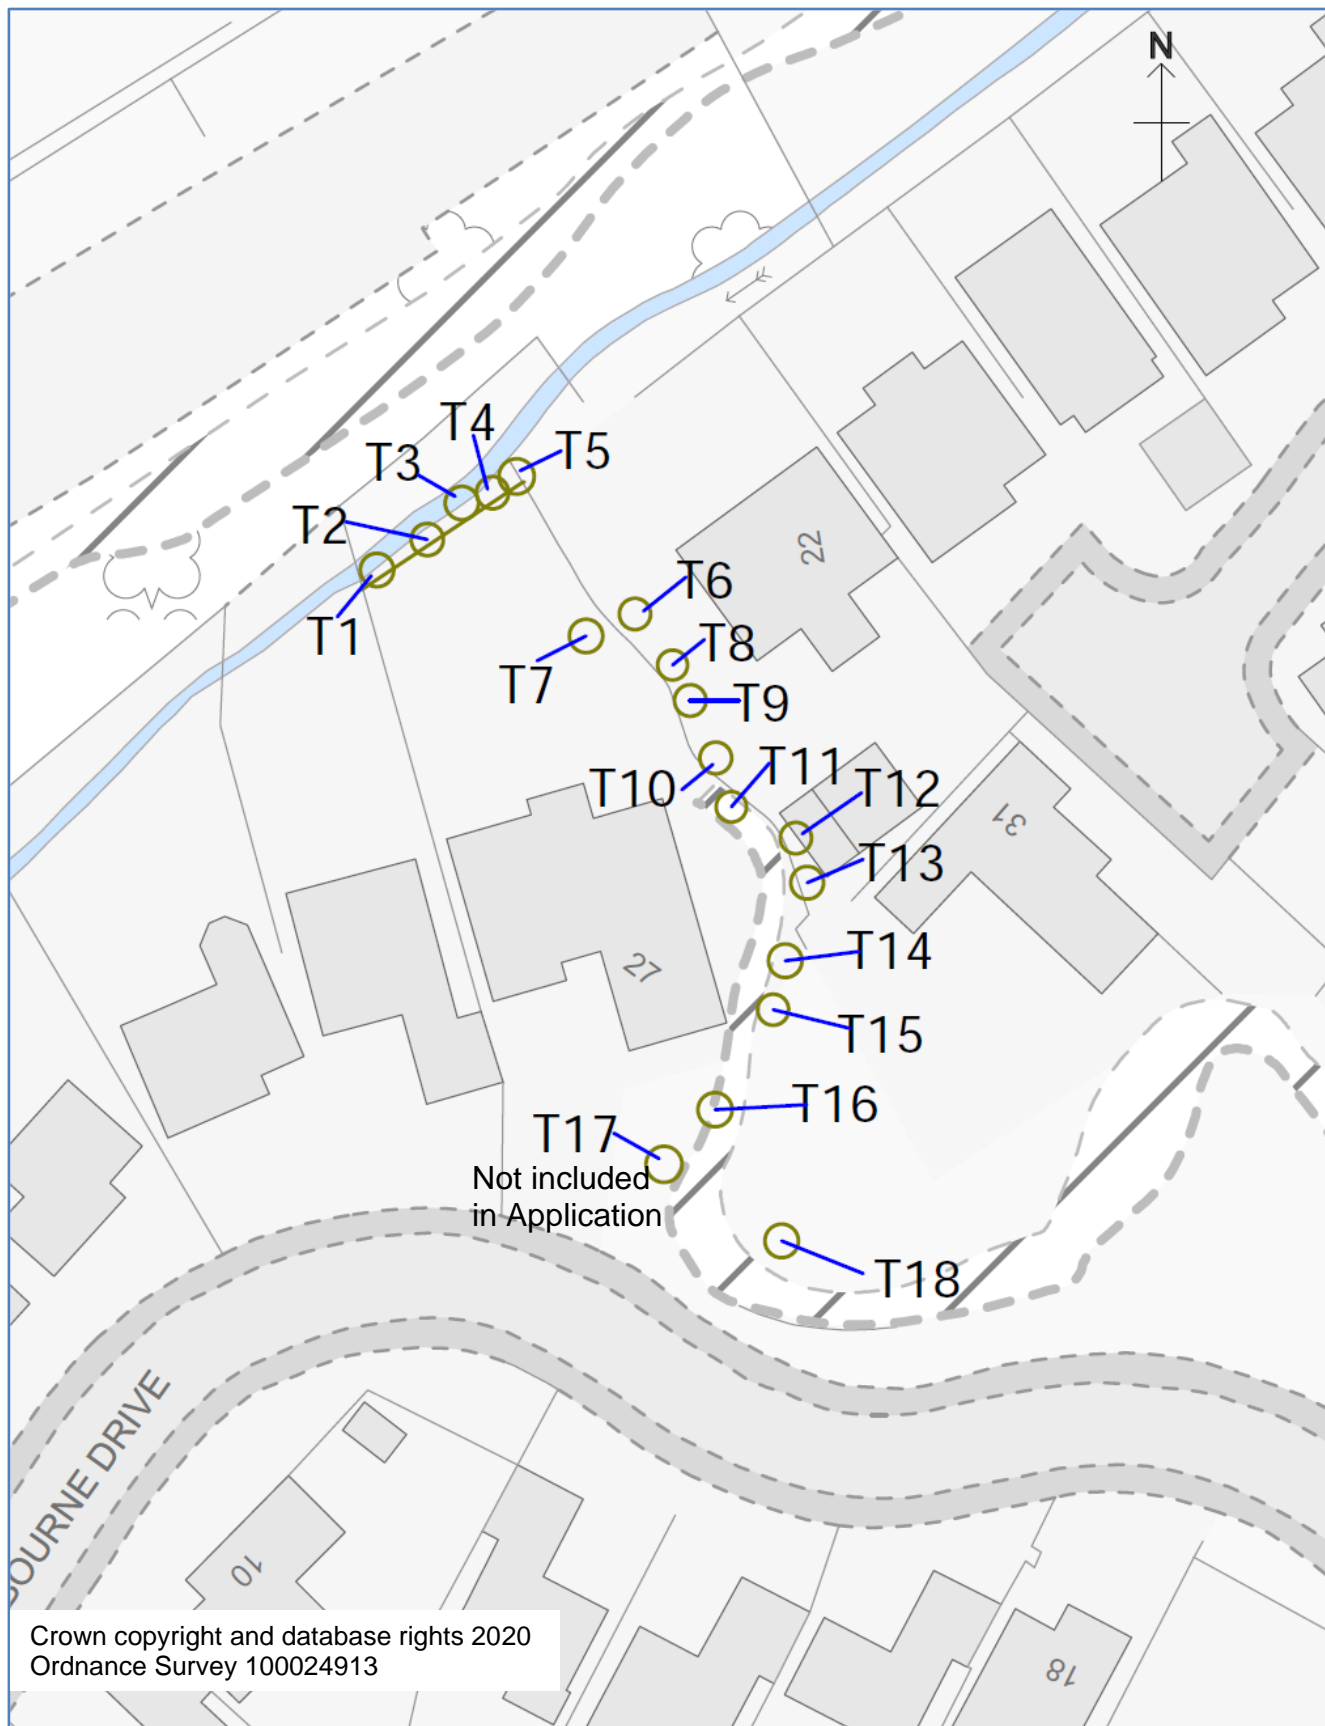 N
T4
T5
T3
T2
22
T6
T1
T8
T7
T9
T11
T10
T12
31
T13
T14
27
T15
T16
T17
Not included
in Application
T18
OURNE DRIVE
10
Crown copyright and database rights 2020
Ordnance Survey 100024913
18